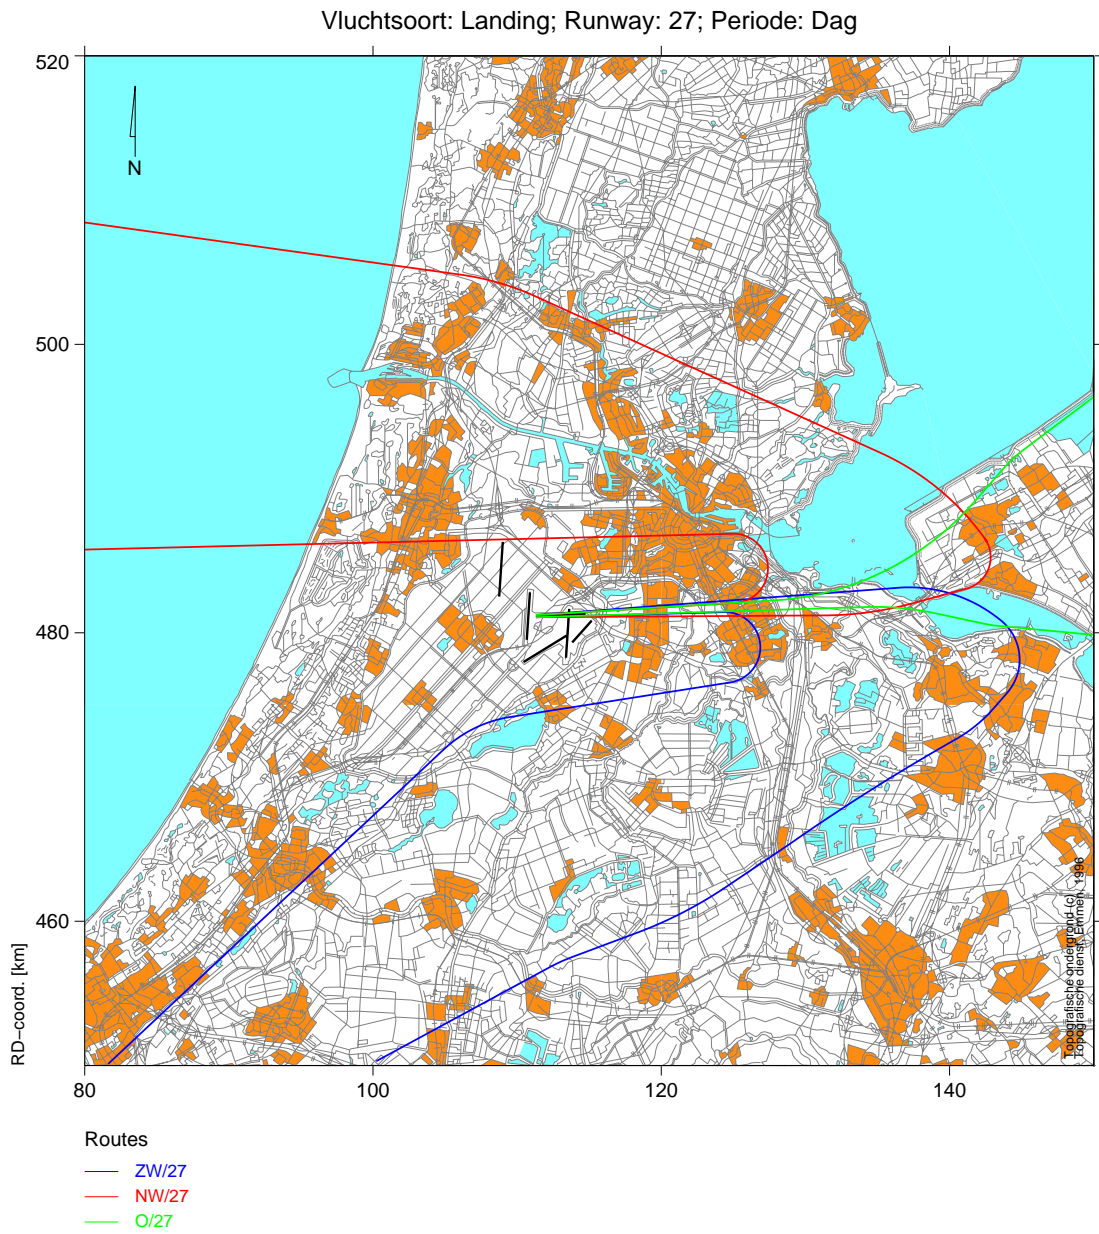 Vluchtsoort: Landing; Runway: 27; Periode: Dag
520
N
500
480
460
RD−coord. [km]
Topografische ondergrond (c)
Topografische dienst, Emmen, 1996
80
100
120
140
Routes
ZW/27
NW/27
O/27